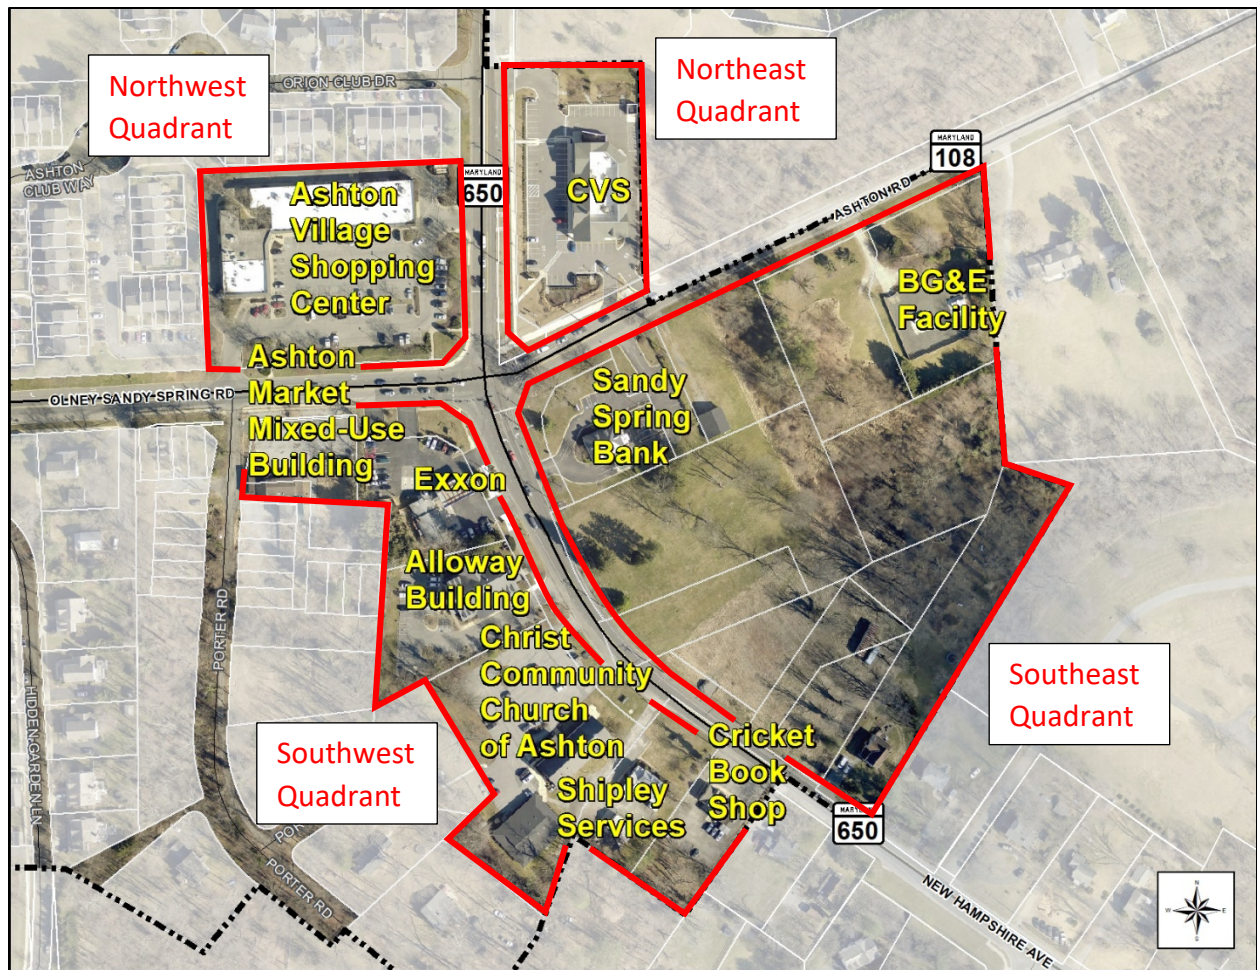 Northwest
Quadrant
ORION CLUB DR
Northeast
Quadrant
ASHTON
CLUB WAY
MARYLAND
650
CVS
MARYLAND
108
ASHTON RD
Ashton
Village
Shopping
Center
BG&E
Facility
Ashton
Market
Mixed-Use
Building
OLNEY SANDY SPRING RD
Sandy
Spring
Bank
Exxon
Alloway
Building
PORTER RD
Christ
Community
Church
of Ashton
Southeast
Quadrant
HIDDEN GARDEN LN
Southwest
Quadrant
Cricket
Book
Shop
Shipley
Services
MARYLAND
650
POR
PORTER RD
NEW HAMPSHIRE AVE
N
W
E
S